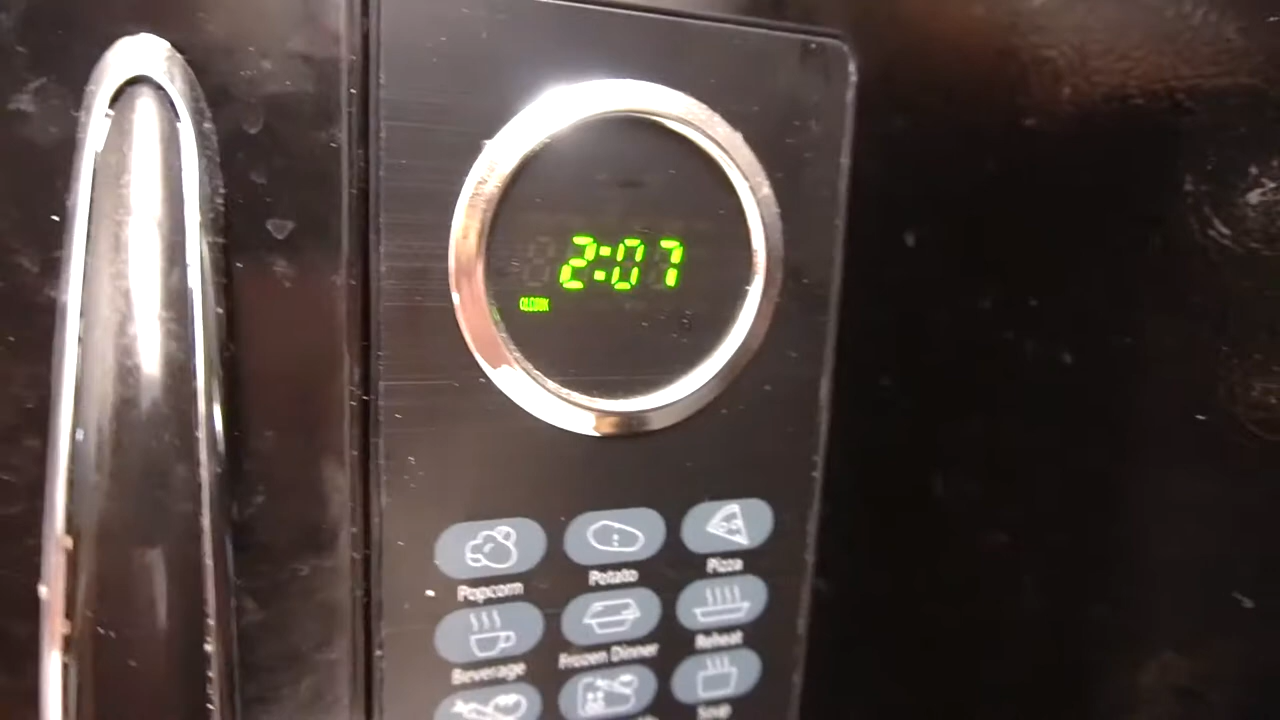 2:07
CLOCK
Popcorn Potato Pizza
Beverage Frozen Dinner Reheat
Soup